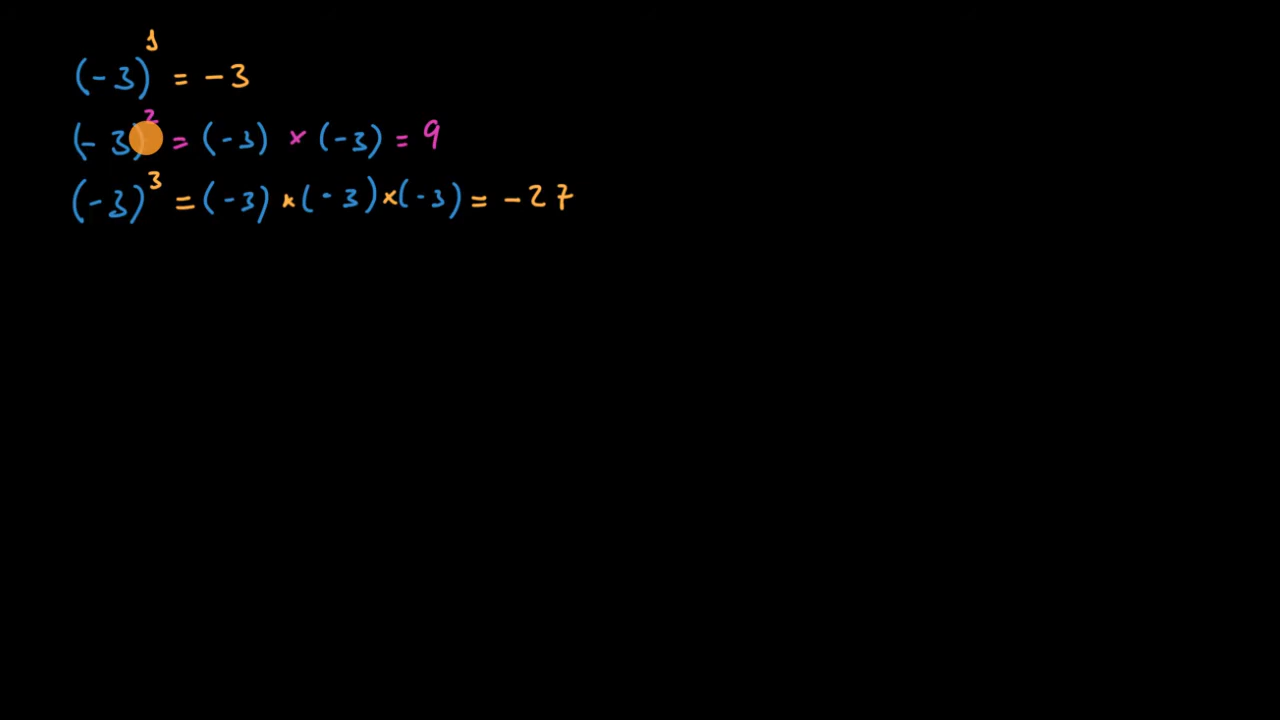 (-3)¹ = -3
(-3)² = (-3) × (-3) = 9
(-3)³ = (-3) × (-3) × (-3) = -27